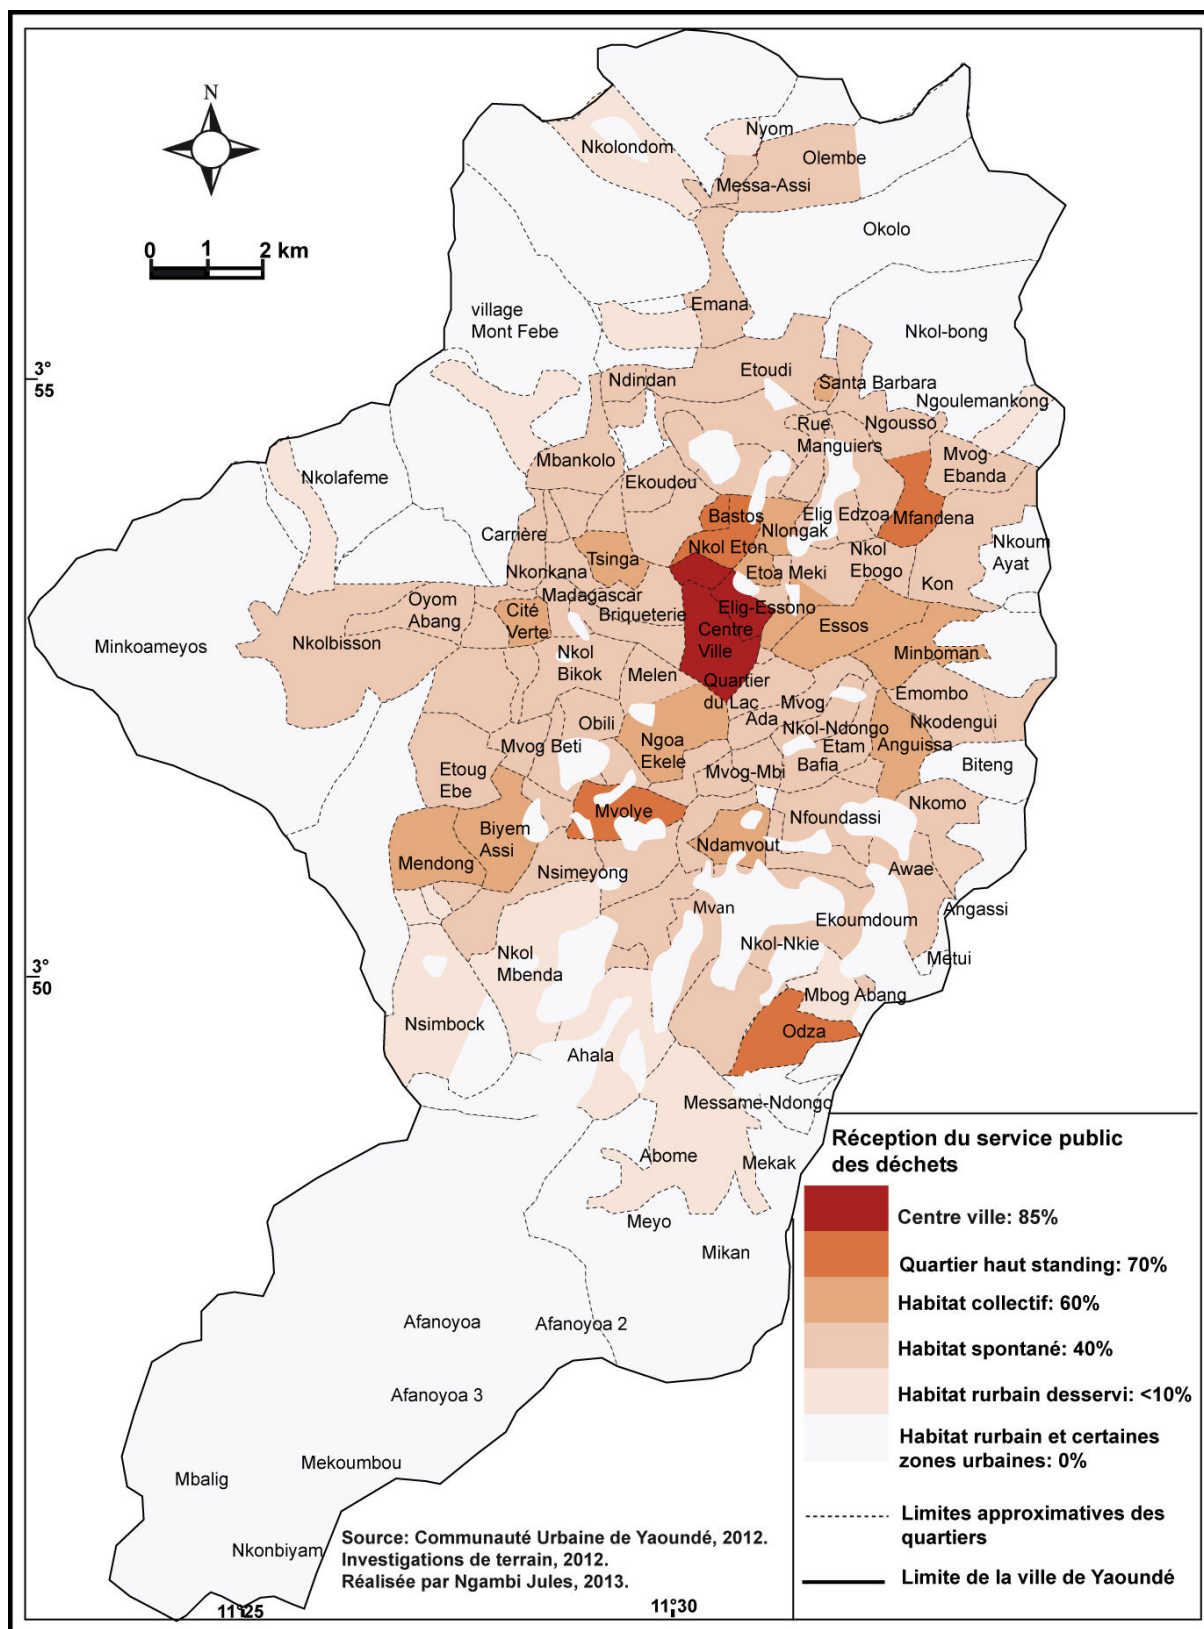 N
0 1 2 km
3°
55
3°
50
11°25
11°30
Nkolondom
Nyom
Olembe
Messa-Assi
Okolo
Emana
village
Mont Febe
Nkol-bong
Ndindan
Etoudi
Santa Barbara
Ngoulemankong
Rue
Manguiers
Ngousso
Mvog
Ebanda
Nkolafeme
Mbankolo
Ekoudou
Bastos
Nlongak
Elig Edzoa
Mfandena
Carrière
Tsinga
Nkol Eton
Nkoum
Ayat
Nkonkana
Etoa Meki
Nkol
Ebogo
Kon
Madagascar
Oyom
Abang
Cité
Verte
Briqueterie
Elig-Essono
Centre
Ville
Essos
Minkoameyos
Nkolbisson
Nkol
Bikok
Melen
Minboman
Quartier
du Lac
Mvog
Ada
Emombo
Obili
Nkol-Ndongo
Nkodengui
Mvog Beti
Ngoa
Ekele
Etam
Bafia
Anguissa
Biteng
Etoug
Ebe
Mvog-Mbi
Nkomo
Mvolye
Nfoundassi
Biyem
Assi
Ndamvout
Mendong
Nsimeyong
Awae
Mvan
Ekoumdoum
Angassi
Nkol
Mbenda
Nkol-Nkie
Metui
Mbog Abang
Nsimbock
Odza
Ahala
Messame-Ndongo
Abome
Mekak
Meyo
Mikan
Afanoyoa
Afanoyoa 2
Afanoyoa 3
Mekoumbou
Mbalig
Nkonbiyam
Réception du service public
des déchets
Centre ville: 85%
Quartier haut standing: 70%
Habitat collectif: 60%
Habitat spontané: 40%
Habitat rurbain desservi: <10%
Habitat rurbain et certaines
zones urbaines: 0%
Limites approximatives des
quartiers
Limite de la ville de Yaoundé
Source: Communauté Urbaine de Yaoundé, 2012.
Investigations de terrain, 2012.
Réalisée par Ngambi Jules, 2013.